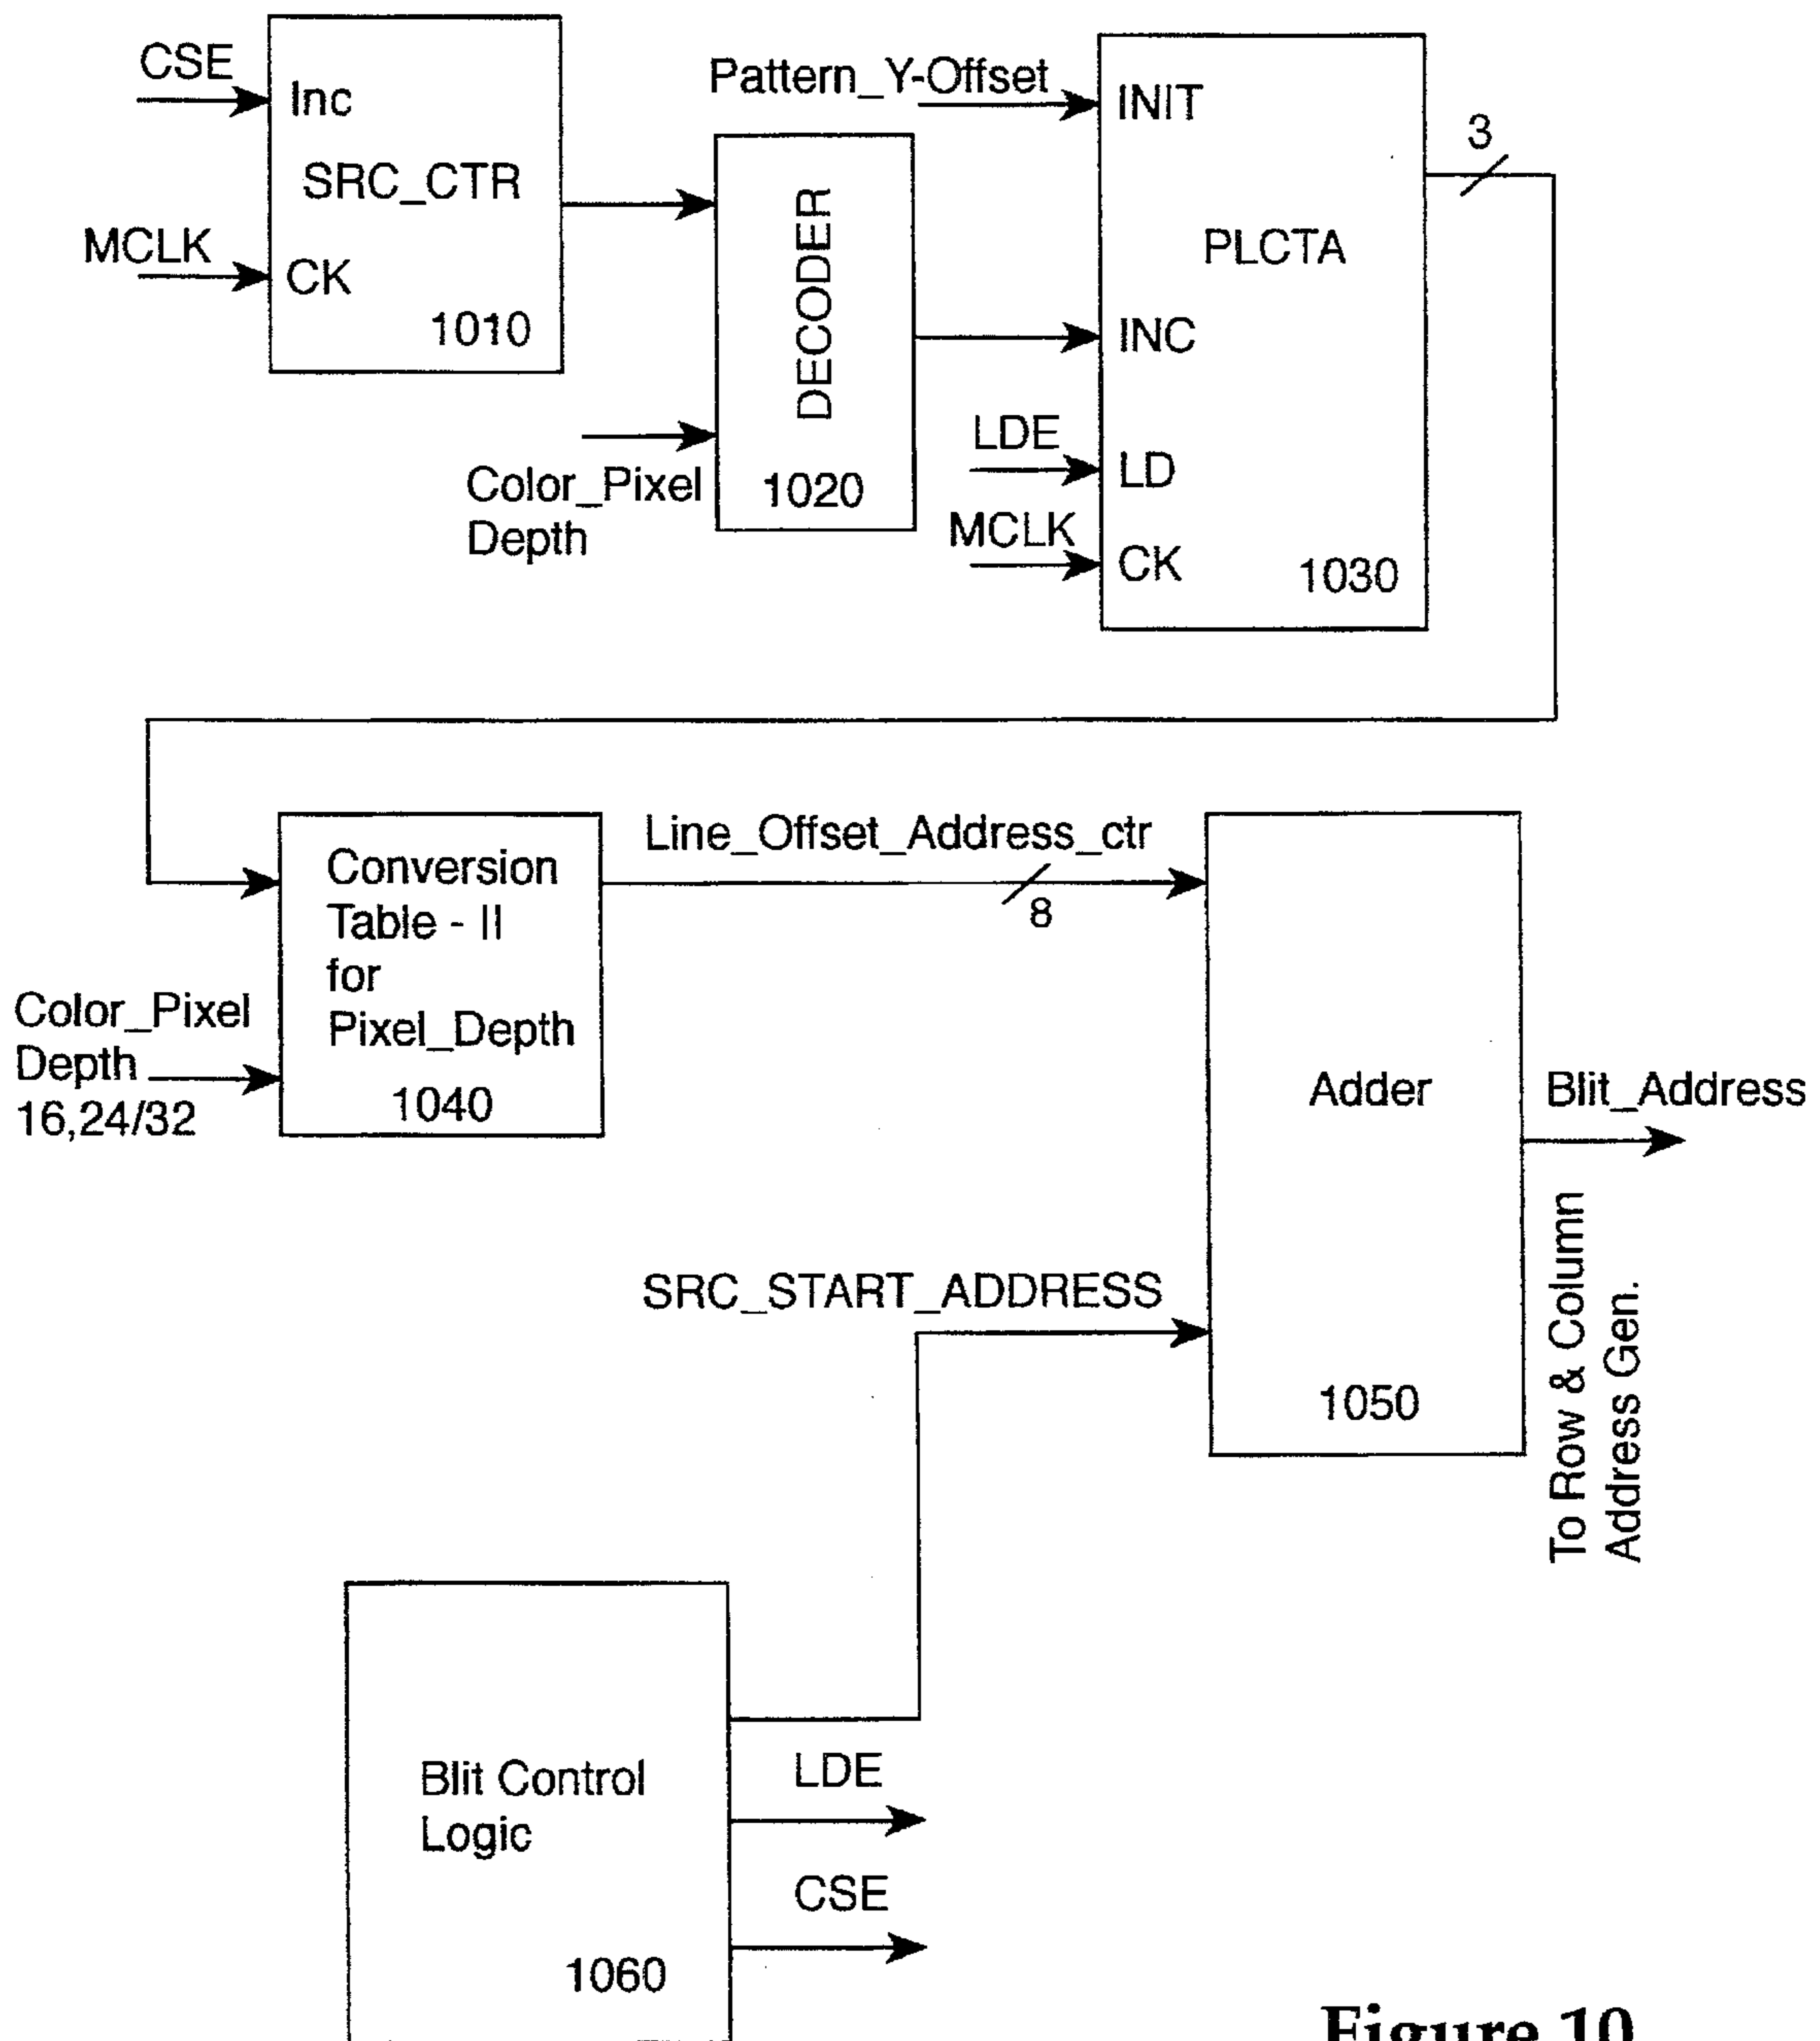 CSE
Inc
SRC_CTR
MCLK
CK
1010
Pattern_Y-Offset
INIT
3
DECODER
PLCTA
INC
Color_Pixel
Depth
1020
LDE
LD
MCLK
CK
1030
Conversion
Table - II
for
Pixel_Depth
1040
Line_Offset_Address_ctr
8
Color_Pixel
Depth
16,24/32
Adder
1050
Blit_Address
To Row & Column
Address Gen.
SRC_START_ADDRESS
Blit Control
Logic
1060
LDE
CSE
Figure 10